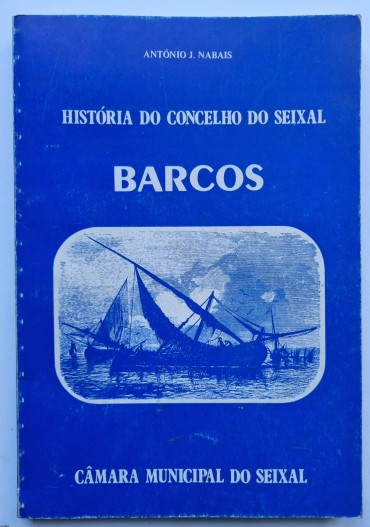 ANTÓNIO J. NABAIS
HISTÓRIA DO CONCELHO DO SEIXAL
BARCOS
CÂMARA MUNICIPAL DO SEIXAL